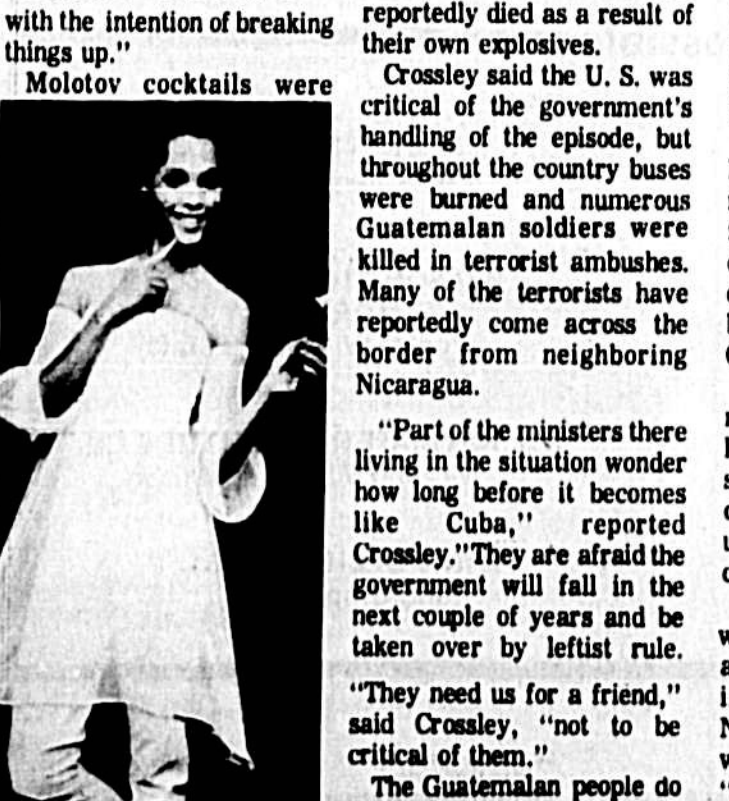 with the intention of breaking
things up."
Molotov cocktails were
reportedly died as a result of
their own explosives.
Crossley said the U. S. was
critical of the government's
handling of the episode, but
throughout the country buses
were burned and numerous
Guatemalan soldiers were
killed in terrorist ambushes.
Many of the terrorists have
reportedly come across the
border from neighboring
Nicaragua.
"Part of the ministers there
living in the situation wonder
how long before it becomes
like Cuba," reported
Crossley."They are afraid the
government will fall in the
next couple of years and be
taken over by leftist rule.
"They need us for a friend,"
said Crossley, "not to be
critical of them."
The Guatemalan people do